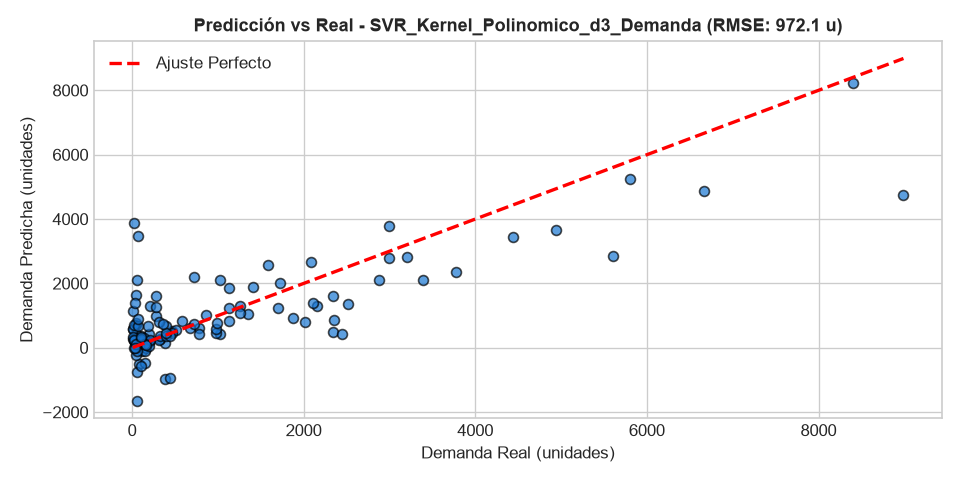 Predicción vs Real - SVR_Kernel_Polinomico_d3_Demanda (RMSE: 972.1 u)
Ajuste Perfecto
Demanda Predicha (unidades)
8000
6000
4000
2000
0
−2000
0 2000 4000 6000 8000
Demanda Real (unidades)